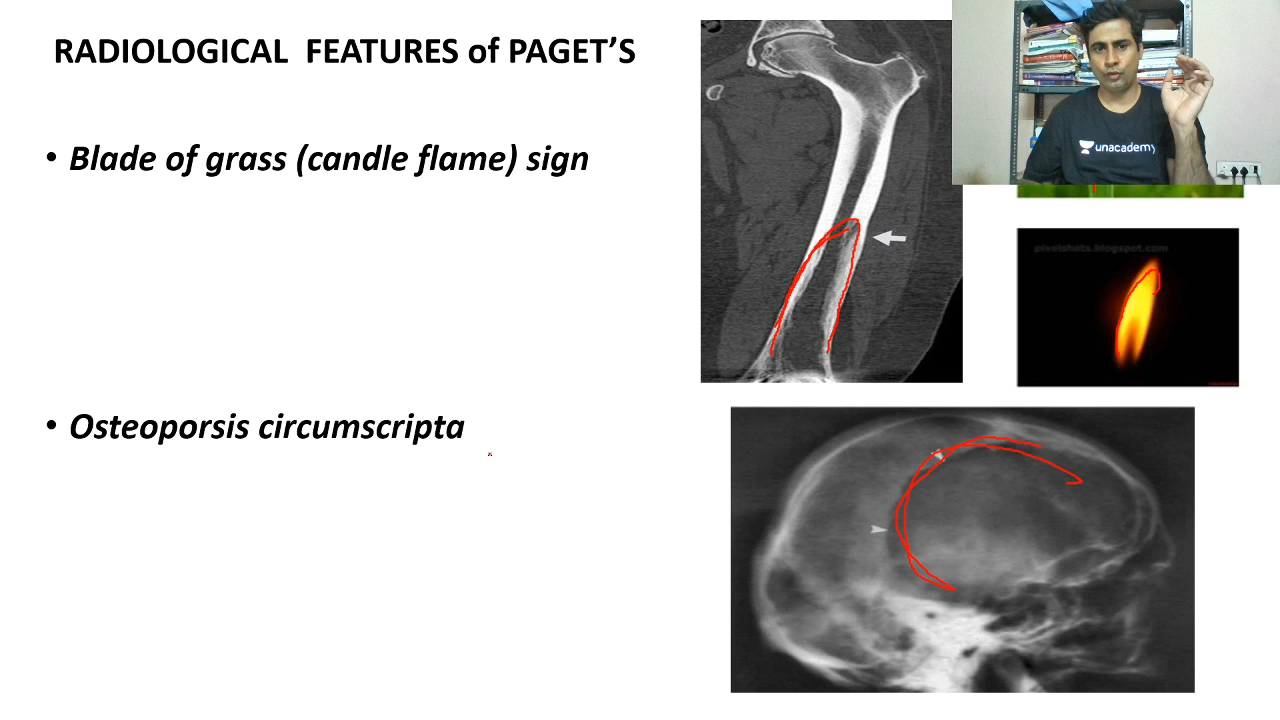 RADIOLOGICAL FEATURES of PAGET’S
• Blade of grass (candle flame) sign
• Osteoporsis circumscripta
unacademy
pixelshots.blogspot.com